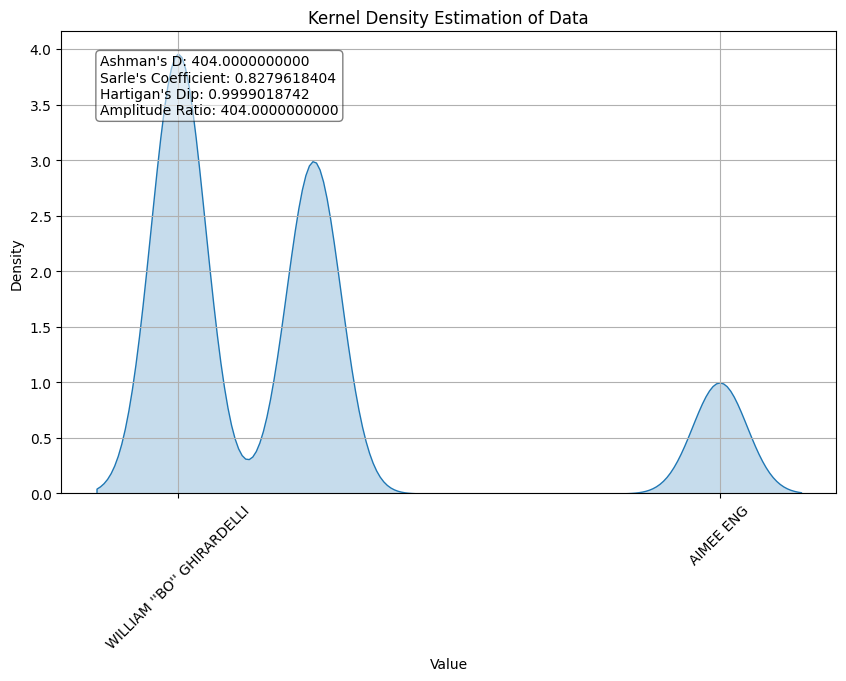 Kernel Density Estimation of Data
Ashman's D: 404.0000000000
Sarle's Coefficient: 0.8279618404
Hartigan's Dip: 0.9999018742
Amplitude Ratio: 404.0000000000
Density
4.0
3.5
3.0
2.5
2.0
1.5
1.0
0.5
0.0
WILLIAM ''BO'' GHIRARDELLI
AIMEE ENG
Value